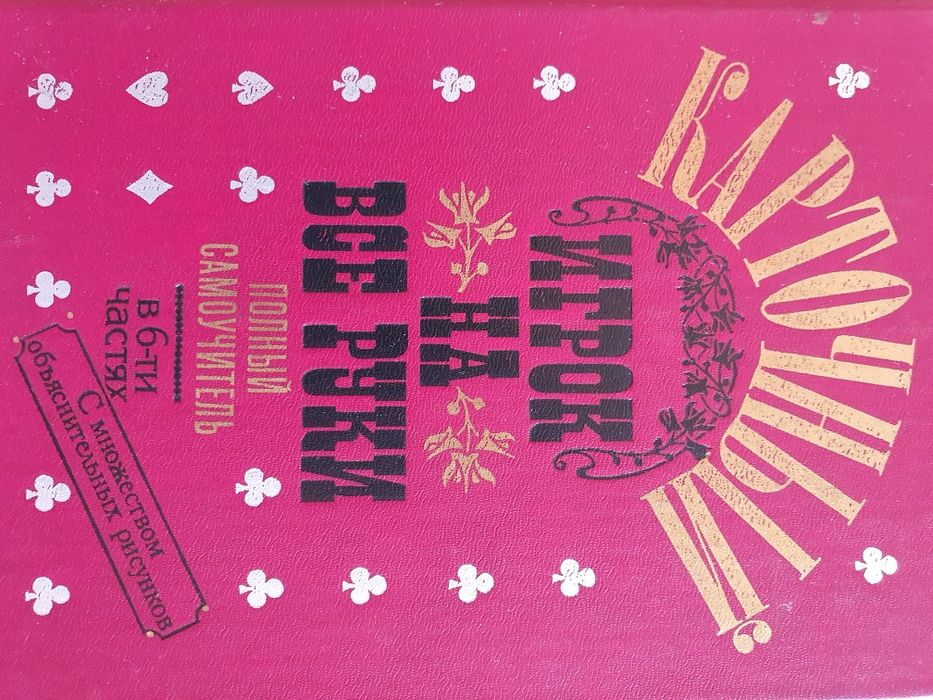 КАРТОЧНЫЙ
ИГРОК
НА
ВСЕ РУКИ
ПОЛНЫЙ
САМОУЧИТЕЛЬ
в 6-ти
частях
С множеством
объяснительных рисунков